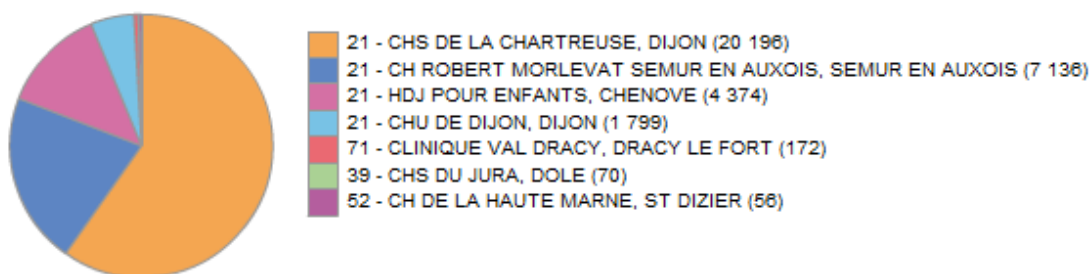 21 - CHS DE LA CHARTREUSE, DIJON (20 196)
21 - CH ROBERT MORLEVAT SEMUR EN AUXOIS, SEMUR EN AUXOIS (7 136)
21 - HDJ POUR ENFANTS, CHENOVE (4 374)
21 - CHU DE DIJON, DIJON (1 799)
71 - CLINIQUE VAL DRACY, DRACY LE FORT (172)
39 - CHS DU JURA, DOLE (70)
52 - CH DE LA HAUTE MARNE, ST DIZIER (56)